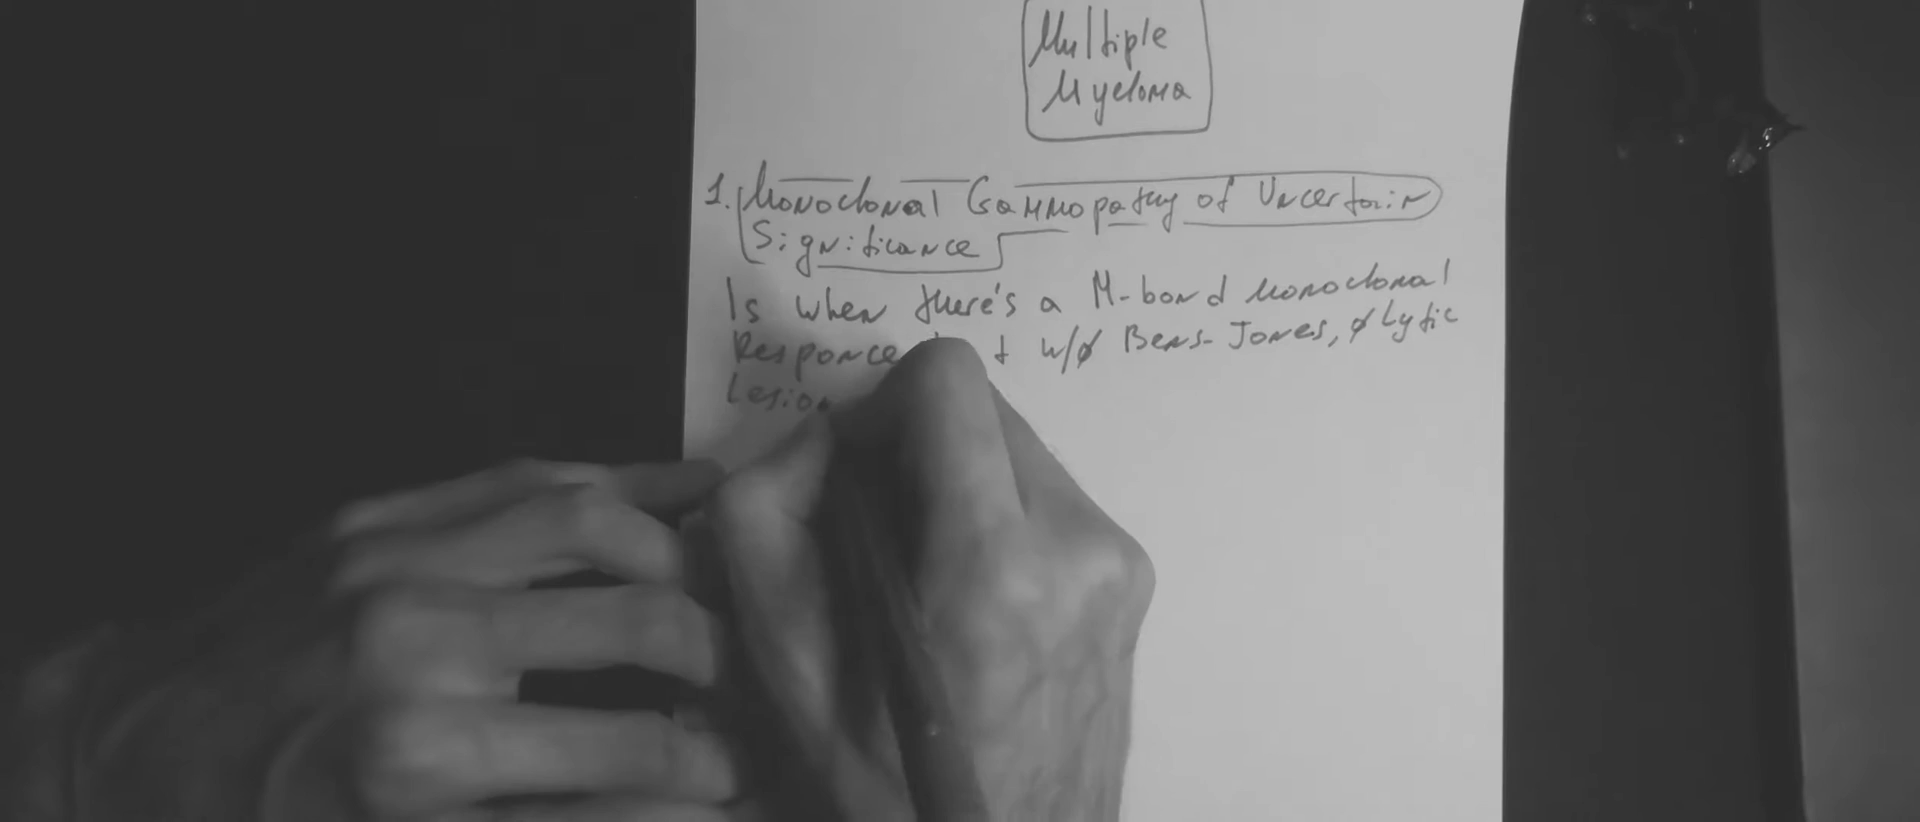 Multiple
Myeloma
1. Monoclonal Gammopathy of Uncertain
Significance
Is when there's a M-band monoclonal
Responce w/ø Bens-Jones, ø Lytic
Lesion